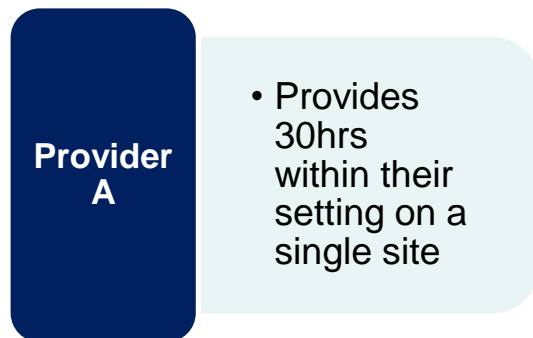 Provider
A
• Provides
30hrs
within their
setting on a
single site